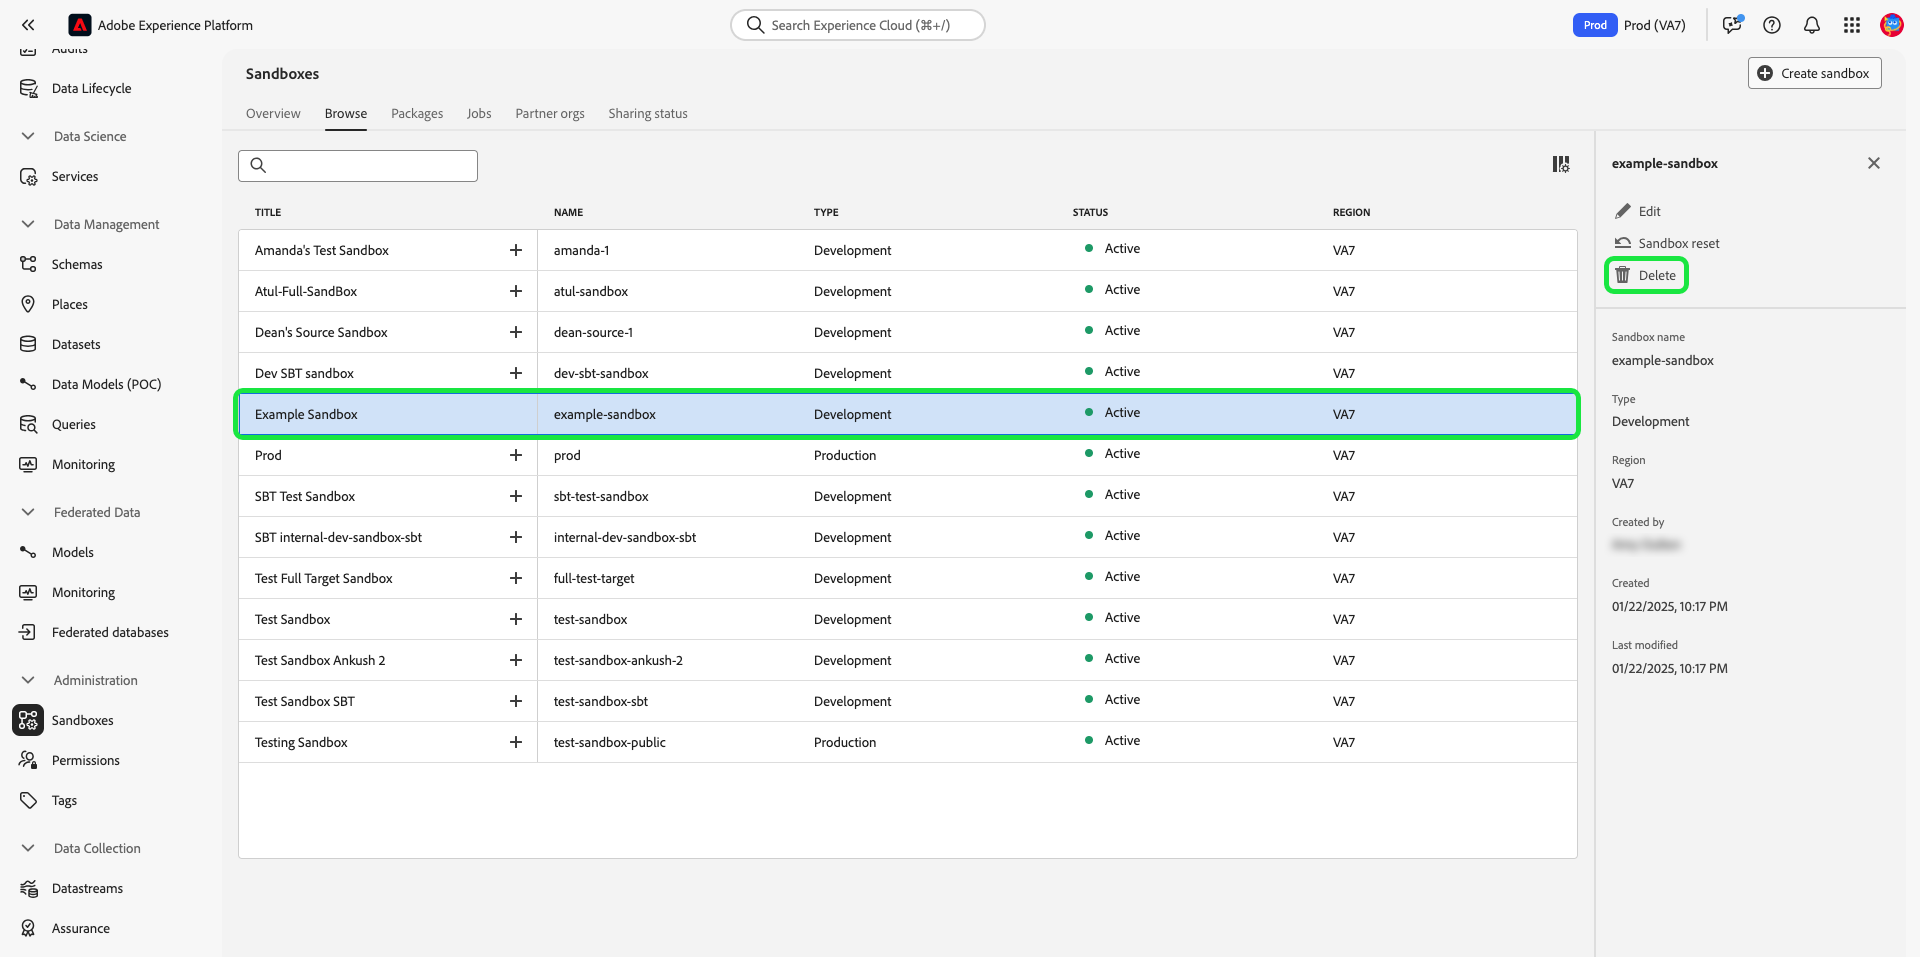 Adobe Experience Platform
Search Experience Cloud (⌘+/)
Prod
Prod (VA7)
Audits
Data Lifecycle
Data Science
Services
Data Management
Schemas
Places
Datasets
Data Models (POC)
Queries
Monitoring
Federated Data
Models
Monitoring
Federated databases
Administration
Sandboxes
Permissions
Tags
Data Collection
Datastreams
Assurance
Sandboxes
Create sandbox
Overview Browse Packages Jobs Partner orgs Sharing status
TITLE NAME TYPE STATUS REGION
Amanda's Test Sandbox amanda-1 Development Active VA7
Atul-Full-SandBox atul-sandbox Development Active VA7
Dean's Source Sandbox dean-source-1 Development Active VA7
Dev SBT sandbox dev-sbt-sandbox Development Active VA7
Example Sandbox example-sandbox Development Active VA7
Prod prod Production Active VA7
SBT Test Sandbox sbt-test-sandbox Development Active VA7
SBT internal-dev-sandbox-sbt internal-dev-sandbox-sbt Development Active VA7
Test Full Target Sandbox full-test-target Development Active VA7
Test Sandbox test-sandbox Development Active VA7
Test Sandbox Ankush 2 test-sandbox-ankush-2 Development Active VA7
Test Sandbox SBT test-sandbox-sbt Development Active VA7
Testing Sandbox test-sandbox-public Production Active VA7
example-sandbox
Edit
Sandbox reset
Delete
Sandbox name
example-sandbox
Type
Development
Region
VA7
Created by
Created
01/22/2025, 10:17 PM
Last modified
01/22/2025, 10:17 PM